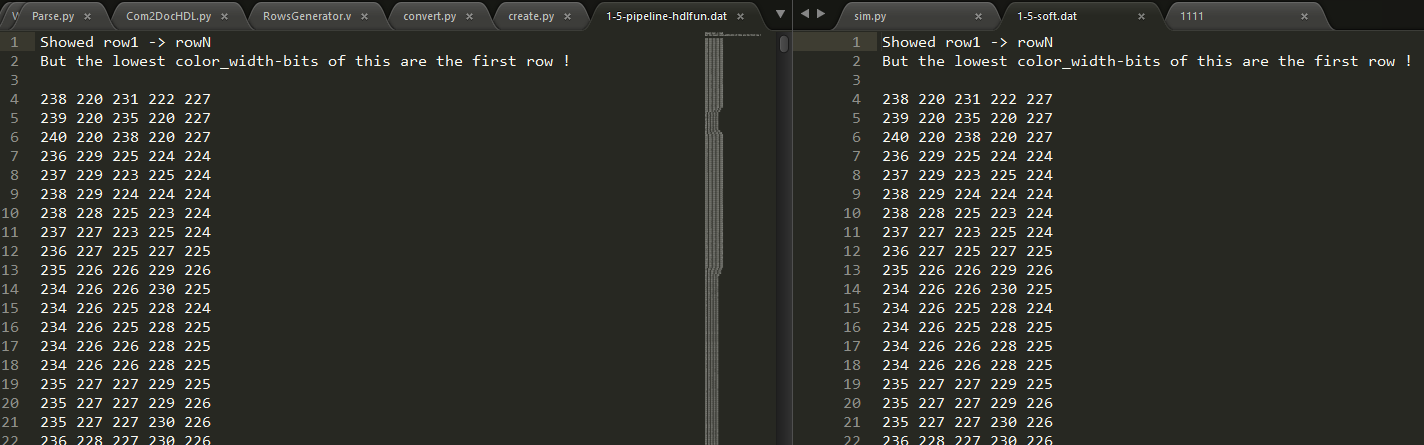 W Parse.py × Com2DocHDL.py × RowsGenerator.v × convert.py × create.py × 1-5-pipeline-hdlfun.dat ×
1 Showed row1 -> rowN
2 But the lowest color_width-bits of this are the first row !
3
4 238 220 231 222 227
5 239 220 235 220 227
6 240 220 238 220 227
7 236 229 225 224 224
8 237 229 223 225 224
9 238 229 224 224 224
10 238 228 225 223 224
11 237 227 223 225 224
12 236 227 225 227 225
13 235 226 226 229 226
14 234 226 226 230 225
15 234 226 225 228 224
16 234 226 225 228 225
17 234 226 226 228 225
18 234 226 226 228 225
19 235 227 227 229 225
20 235 227 227 229 226
21 235 227 227 230 226
22 236 228 227 230 226
sim.py × 1-5-soft.dat × 1111 ×
1 Showed row1 -> rowN
2 But the lowest color_width-bits of this are the first row !
3
4 238 220 231 222 227
5 239 220 235 220 227
6 240 220 238 220 227
7 236 229 225 224 224
8 237 229 223 225 224
9 238 229 224 224 224
10 238 228 225 223 224
11 237 227 223 225 224
12 236 227 225 227 225
13 235 226 226 229 226
14 234 226 226 230 225
15 234 226 225 228 224
16 234 226 225 228 225
17 234 226 226 228 225
18 234 226 226 228 225
19 235 227 227 229 225
20 235 227 227 229 226
21 235 227 227 230 226
22 236 228 227 230 226